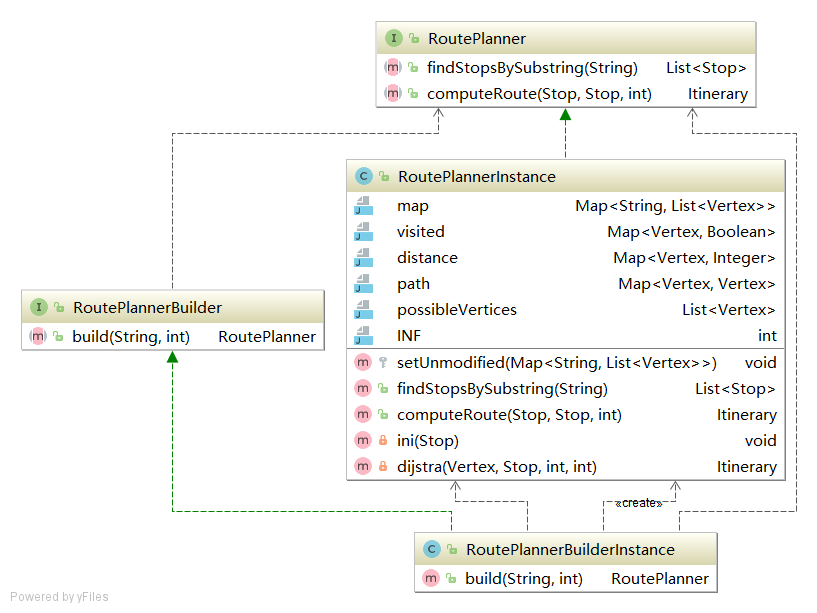 RoutePlanner
findStopsBySubstring(String) List<Stop>
computeRoute(Stop, Stop, int) Itinerary
RoutePlannerInstance
map Map<String, List<Vertex>>
visited Map<Vertex, Boolean>
distance Map<Vertex, Integer>
path Map<Vertex, Vertex>
possibleVertices List<Vertex>
INF int
setUnmodified(Map<String, List<Vertex>>) void
findStopsBySubstring(String) List<Stop>
computeRoute(Stop, Stop, int) Itinerary
ini(Stop) void
dijstra(Vertex, Stop, int, int) Itinerary
RoutePlannerBuilder
build(String, int) RoutePlanner
«create»
RoutePlannerBuilderInstance
build(String, int) RoutePlanner
Powered by yFiles